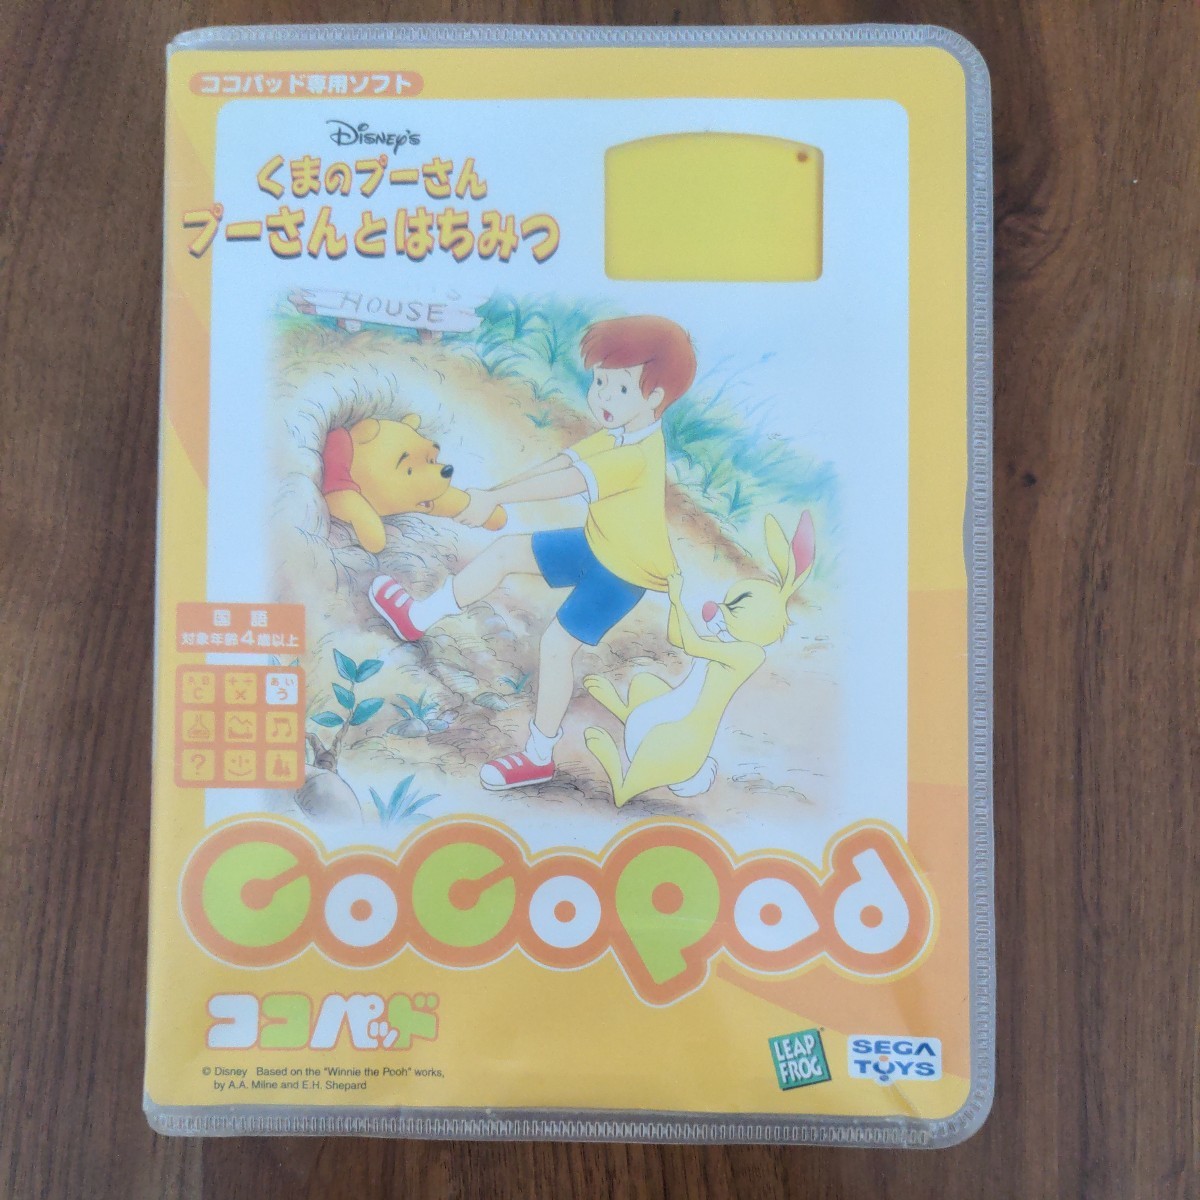 ココパッド専用ソフト
Disney's
くまのプーさん
プーさんとはちみつ
HOUSE
国語
対象年齢4歳以上
C
+ ÷
×
あい
う
?
CoCoPad
ココパッド
LEAP
FROG
SEGA
TOYS
© Disney Based on the "Winnie the Pooh" works,
by A.A. Milne and E.H. Shepard